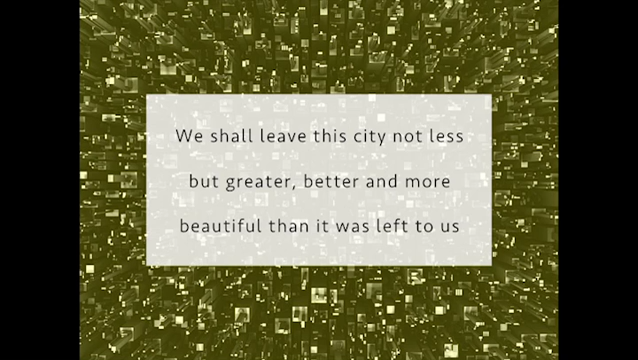 We shall leave this city not less
but greater, better and more
beautiful than it was left to us